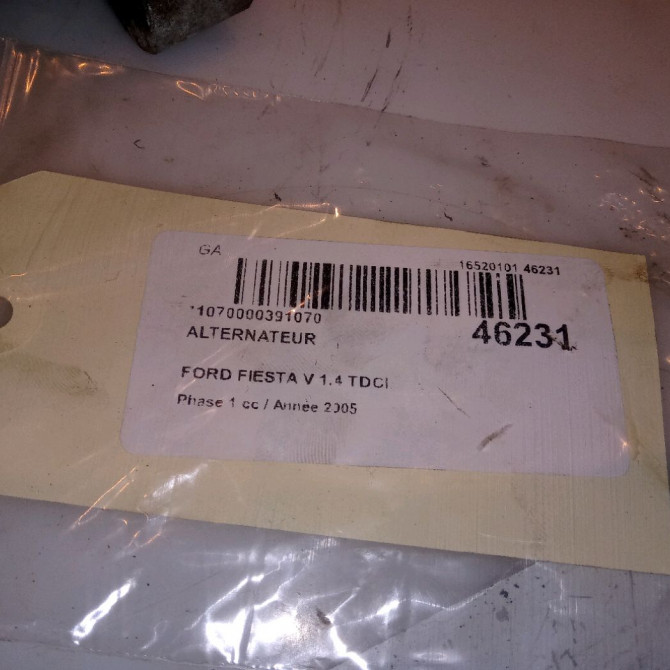 GA
16520101 46231
*1070000391070
46231
ALTERNATEUR
FORD FIESTA V 1.4 TDCI
Phase 1 cc / Année 2005